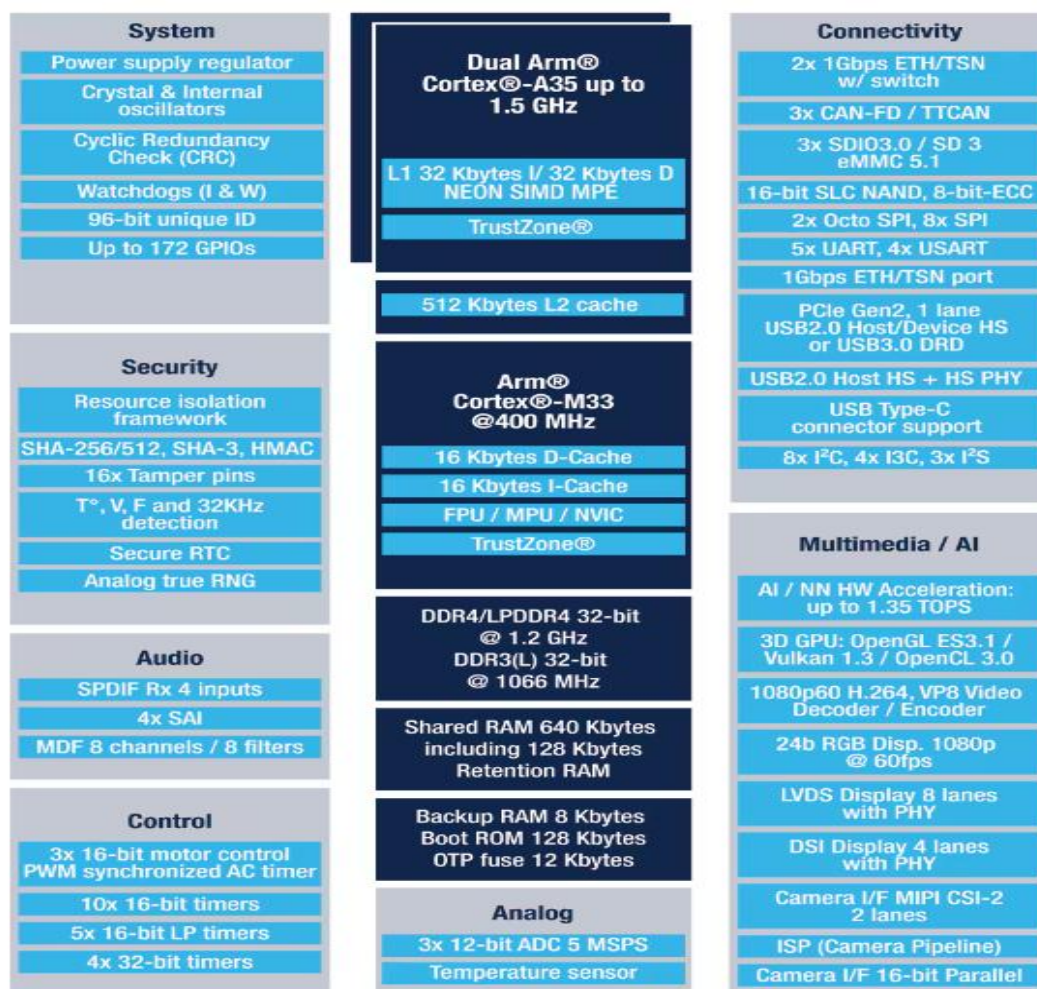 System
Power supply regulator
Crystal & Internal
oscillators
Cyclic Redundancy
Check (CRC)
Watchdogs (I & W)
96-bit unique ID
Up to 172 GPIOs
Security
Resource isolation
framework
SHA-256/512, SHA-3, HMAC
16x Tamper pins
T°, V, F and 32KHz
detection
Secure RTC
Analog true RNG
Audio
SPDIF Rx 4 inputs
4x SAI
MDF 8 channels / 8 filters
Control
3x 16-bit motor control
PWM synchronized AC timer
10x 16-bit timers
5x 16-bit LP timers
4x 32-bit timers
Dual Arm®
Cortex®-A35 up to
1.5 GHz
L1 32 Kbytes I/ 32 Kbytes D
NEON SIMD MPE
TrustZone®
512 Kbytes L2 cache
Arm®
Cortex®-M33
@400 MHz
16 Kbytes D-Cache
16 Kbytes I-Cache
FPU / MPU / NVIC
TrustZone®
DDR4/LPDDR4 32-bit
@ 1.2 GHz
DDR3(L) 32-bit
@ 1066 MHz
Shared RAM 640 Kbytes
including 128 Kbytes
Retention RAM
Backup RAM 8 Kbytes
Boot ROM 128 Kbytes
OTP fuse 12 Kbytes
Analog
3x 12-bit ADC 5 MSPS
Temperature sensor
Connectivity
2x 1Gbps ETH/TSN
w/ switch
3x CAN-FD / TTCAN
3x SDIO3.0 / SD 3
eMMC 5.1
16-bit SLC NAND, 8-bit-ECC
2x Octo SPI, 8x SPI
5x UART, 4x USART
1Gbps ETH/TSN port
PCIe Gen2, 1 lane
USB2.0 Host/Device HS
or USB3.0 DRD
USB2.0 Host HS + HS PHY
USB Type-C
connector support
8x I²C, 4x I3C, 3x I²S
Multimedia / AI
AI / NN HW Acceleration:
up to 1.35 TOPS
3D GPU: OpenGL ES3.1 /
Vulkan 1.3 / OpenCL 3.0
1080p60 H.264, VP8 Video
Decoder / Encoder
24b RGB Disp. 1080p
@ 60fps
LVDS Display 8 lanes
with PHY
DSI Display 4 lanes
with PHY
Camera I/F MIPI CSI-2
2 lanes
ISP (Camera Pipeline)
Camera I/F 16-bit Parallel